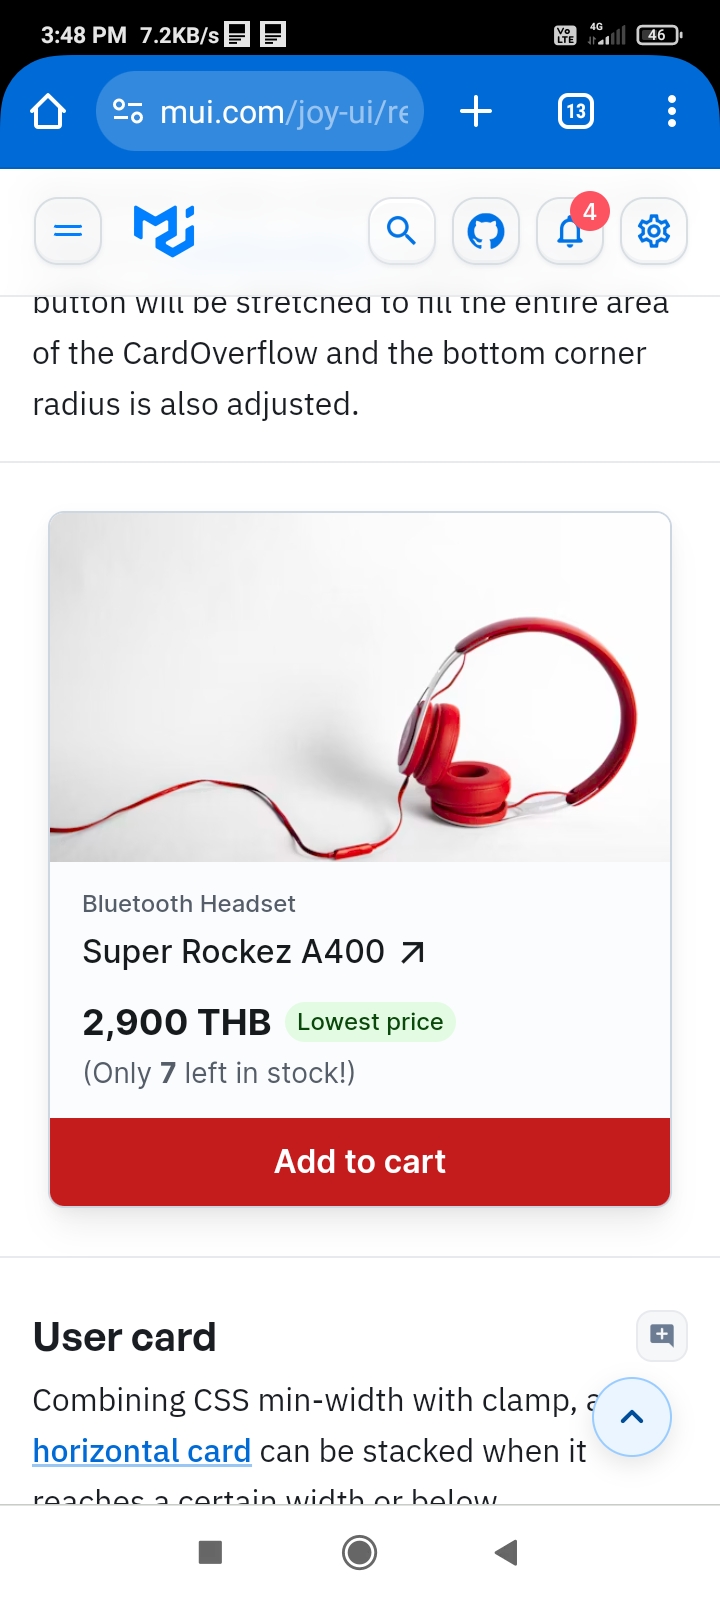 3:48 PM 7.2KB/s Vo LTE 4G 46
mui.com/joy-ui/re 13
4
button will be stretched to fill the entire area
of the CardOverflow and the bottom corner
radius is also adjusted.
Bluetooth Headset
Super Rockez A400
2,900 THB Lowest price
(Only 7 left in stock!)
Add to cart
User card
Combining CSS min-width with clamp, a
horizontal card can be stacked when it
reaches a certain width or below